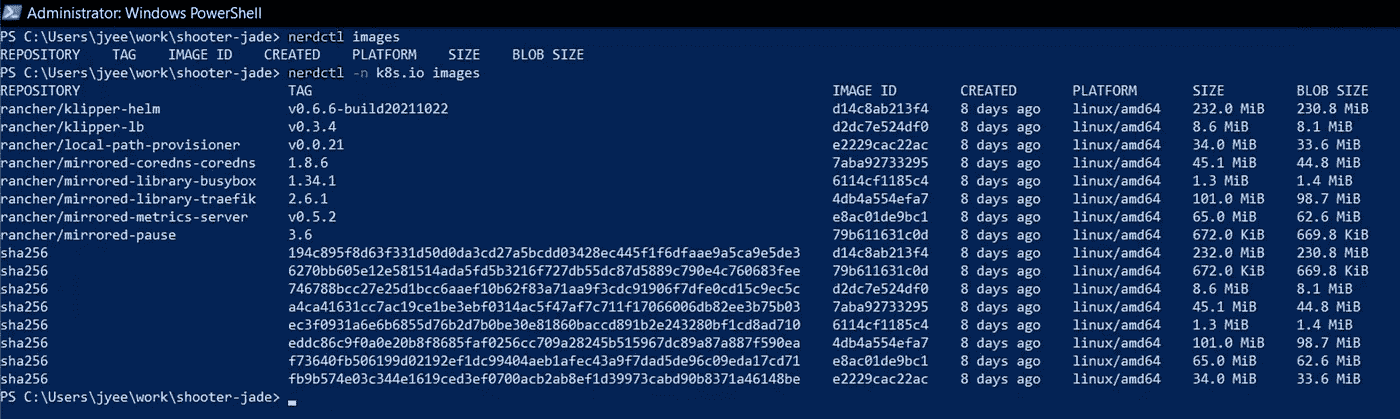 Administrator: Windows PowerShell
PS C:\Users\jyee\work\shooter-jade> nerdctl images
REPOSITORY    TAG    IMAGE ID    CREATED    PLATFORM    SIZE    BLOB SIZE
PS C:\Users\jyee\work\shooter-jade> nerdctl -n k8s.io images
REPOSITORY    TAG    IMAGE ID    CREATED    PLATFORM    SIZE    BLOB SIZE
rancher/klipper-helm    v0.6.6-build20211022    d14c8ab213f4    8 days ago    linux/amd64    232.0 MiB    230.8 MiB
rancher/klipper-lb    v0.3.4    d2dc7e524df0    8 days ago    linux/amd64    8.6 MiB    8.1 MiB
rancher/local-path-provisioner    v0.0.21    e2229cac22ac    8 days ago    linux/amd64    34.0 MiB    33.6 MiB
rancher/mirrored-coredns-coredns    1.8.6    7aba92733295    8 days ago    linux/amd64    45.1 MiB    44.8 MiB
rancher/mirrored-library-busybox    1.34.1    6114cf1185c4    8 days ago    linux/amd64    1.3 MiB    1.4 MiB
rancher/mirrored-library-traefik    2.6.1    4db4a554efa7    8 days ago    linux/amd64    101.0 MiB    98.7 MiB
rancher/mirrored-metrics-server    v0.5.2    e8ac01de9bc1    8 days ago    linux/amd64    65.0 MiB    62.6 MiB
rancher/mirrored-pause    3.6    79b611631c0d    8 days ago    linux/amd64    672.0 KiB    669.8 KiB
sha256    194c895f8d63f331d50d0da3cd27a5bcdd03428ec445f1f6dfaae9a5ca9e5de3    d14c8ab213f4    8 days ago    linux/amd64    232.0 MiB    230.8 MiB
sha256    6270bb605e12e581514ada5fd5b3216f727db55dc87d5889c790e4c760683fee    79b611631c0d    8 days ago    linux/amd64    672.0 KiB    669.8 KiB
sha256    746788bcc27e25d1bcc6aaef10b62f83a71aa9f3cdc91906f7dfe0cd15c9ec5c    d2dc7e524df0    8 days ago    linux/amd64    8.6 MiB    8.1 MiB
sha256    a4ca41631cc7ac19ce1be3ebf0314ac5f47af7c711f17066006db82ee3b75b03    7aba92733295    8 days ago    linux/amd64    45.1 MiB    44.8 MiB
sha256    ec3f0931a6e6b6855d76b2d7b0be30e81860baccd891b2e243280bf1cd8ad710    6114cf1185c4    8 days ago    linux/amd64    1.3 MiB    1.4 MiB
sha256    eddc86c9f0a0e20b8f8685faf0256cc709a28245b515967dc89a87a887f590ea    4db4a554efa7    8 days ago    linux/amd64    101.0 MiB    98.7 MiB
sha256    f73640fb506199d02192ef1dc99404aeb1afec43a9f7dad5de96c09eda17cd71    e8ac01de9bc1    8 days ago    linux/amd64    65.0 MiB    62.6 MiB
sha256    fb9b574e03c344e1619ced3ef0700acb2ab8ef1d39973cabd90b8371a46148be    e2229cac22ac    8 days ago    linux/amd64    34.0 MiB    33.6 MiB
PS C:\Users\jyee\work\shooter-jade>